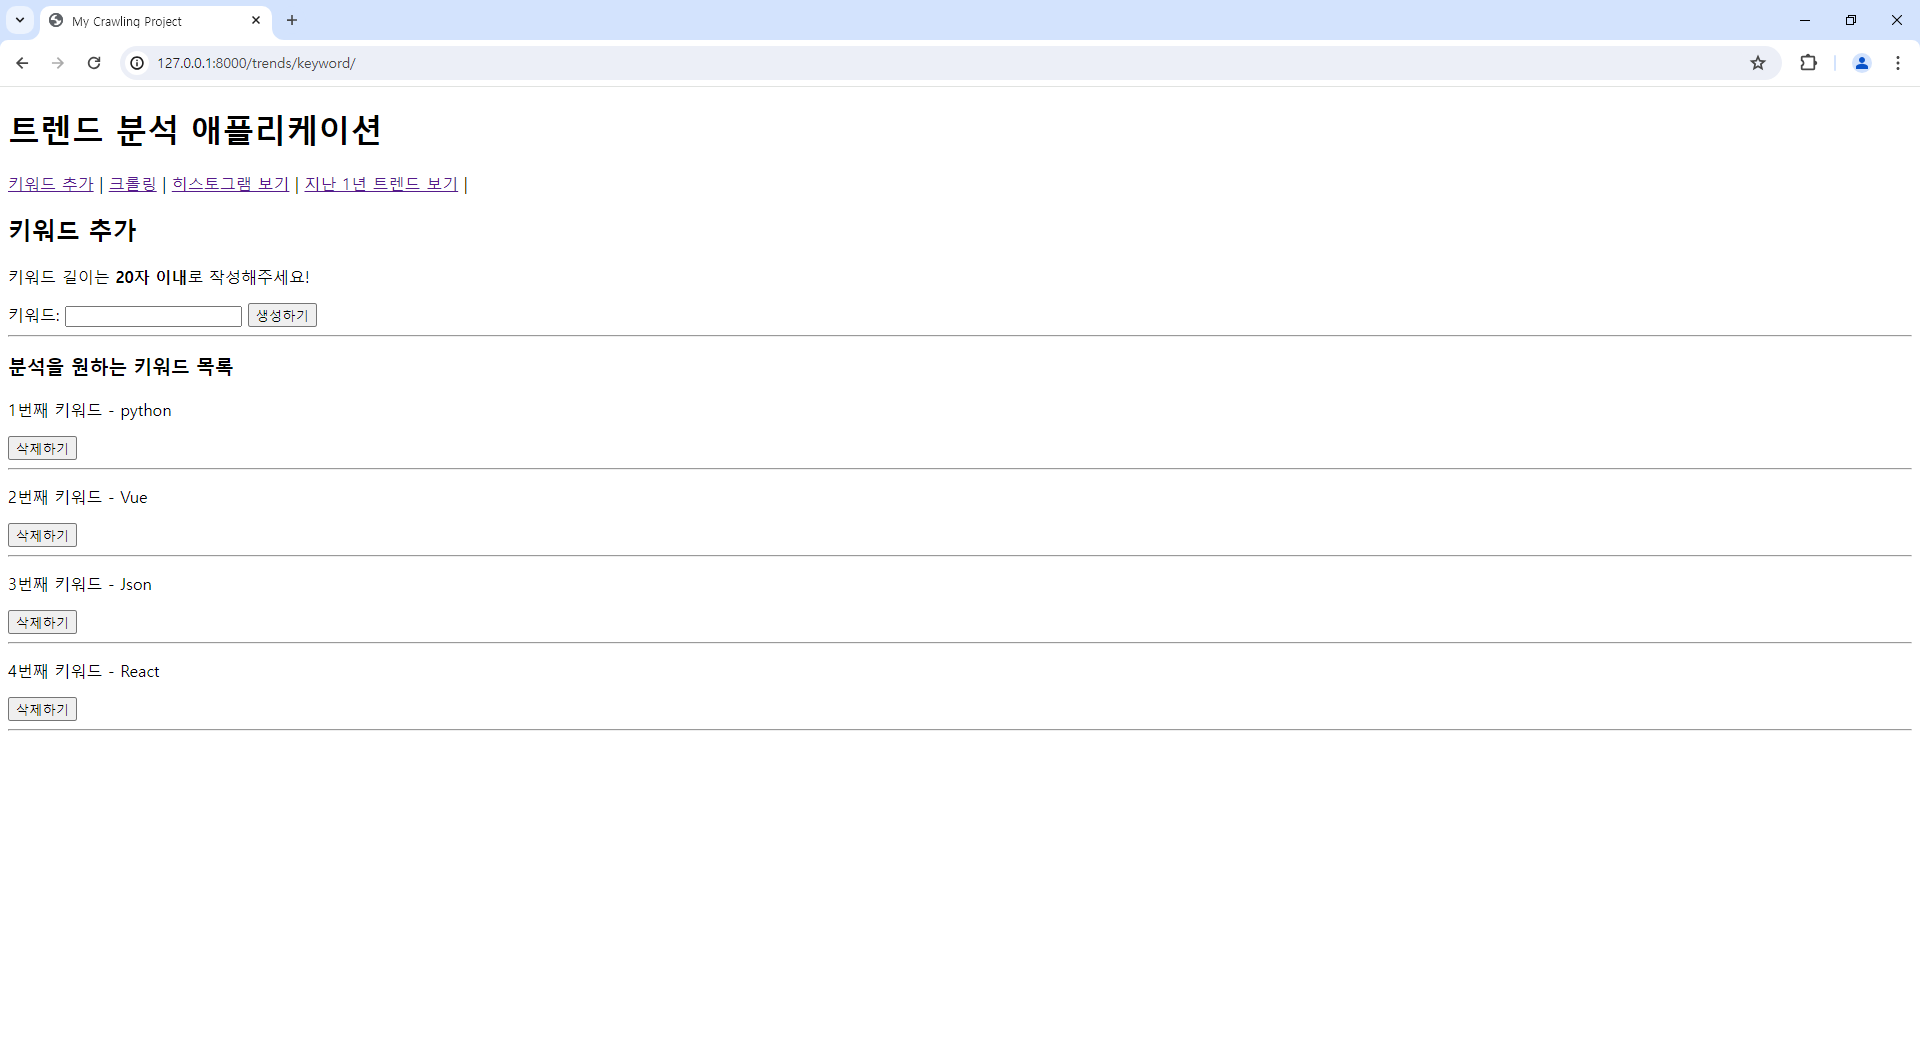 My Crawling Project
127.0.0.1:8000/trends/keyword/
트렌드 분석 애플리케이션
키워드 추가 | 크롤링 | 히스토그램 보기 | 지난 1년 트렌드 보기 |
키워드 추가
키워드 길이는 20자 이내로 작성해주세요!
키워드: 생성하기
분석을 원하는 키워드 목록
1번째 키워드 - python
삭제하기
2번째 키워드 - Vue
삭제하기
3번째 키워드 - Json
삭제하기
4번째 키워드 - React
삭제하기